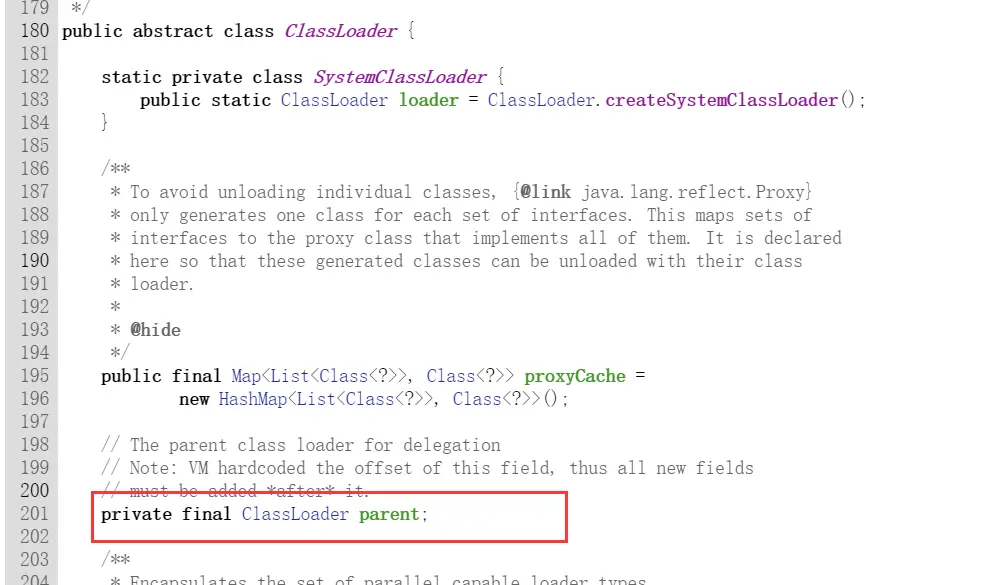 179 */
180 public abstract class ClassLoader {
181
182 static private class SystemClassLoader {
183 public static ClassLoader loader = ClassLoader.createSystemClassLoader();
184 }
185
186 /**
187 * To avoid unloading individual classes, {@link java.lang.reflect.Proxy}
188 * only generates one class for each set of interfaces. This maps sets of
189 * interfaces to the proxy class that implements all of them. It is declared
190 * here so that these generated classes can be unloaded with their class
191 * loader.
192 *
193 * @hide
194 */
195 public final Map<List<Class<?>>, Class<?>> proxyCache =
196 new HashMap<List<Class<?>>, Class<?>>();
197
198 // The parent class loader for delegation
199 // Note: VM hardcoded the offset of this field, thus all new fields
200 // must be added *after* it.
201 private final ClassLoader parent;
202
203 /**
204 * Encapsulates the set of parallel capable loader types